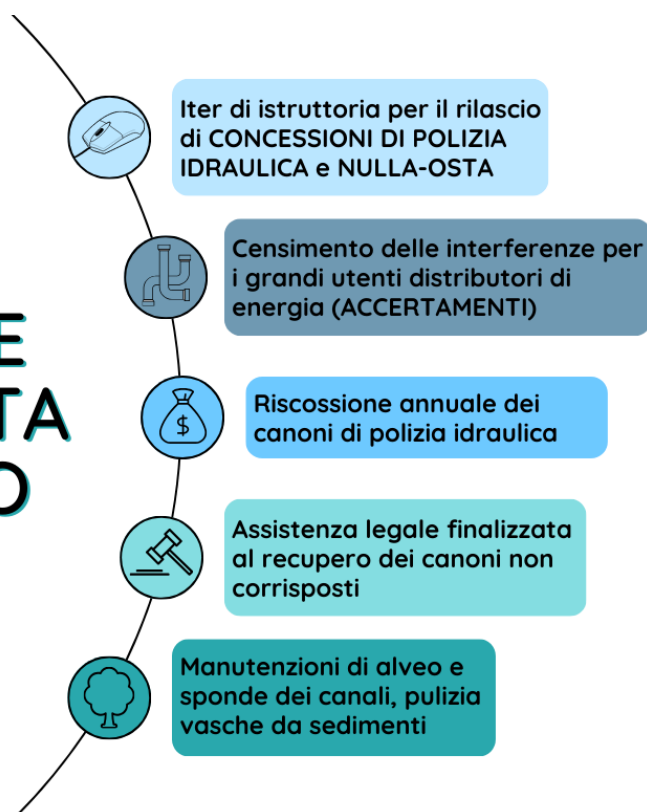 Iter di istruttoria per il rilascio
di CONCESSIONI DI POLIZIA
IDRAULICA e NULLA-OSTA
Censimento delle interferenze per
i grandi utenti distributori di
energia (ACCERTAMENTI)
E
TA
O
Riscossione annuale dei
canoni di polizia idraulica
$
Assistenza legale finalizzata
al recupero dei canoni non
corrisposti
Manutenzioni di alveo e
sponde dei canali, pulizia
vasche da sedimenti